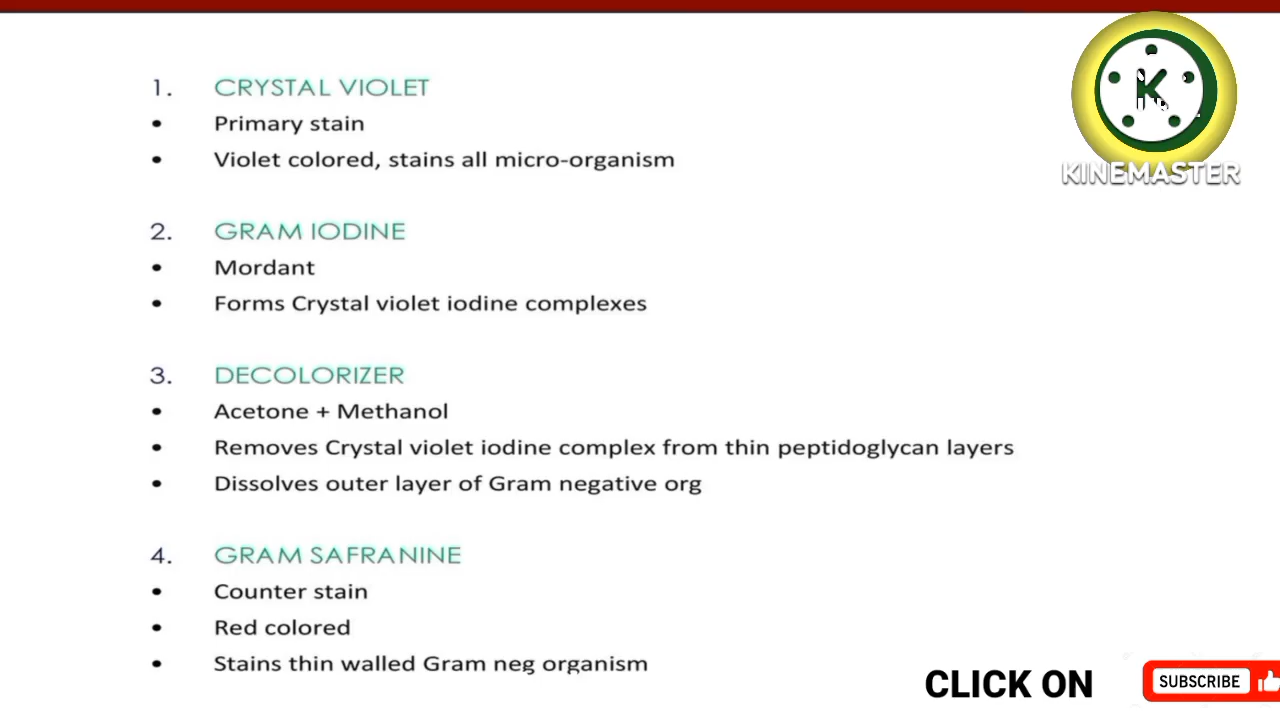 1. CRYSTAL VIOLET
• Primary stain
• Violet colored, stains all micro-organism
2. GRAM IODINE
• Mordant
• Forms Crystal violet iodine complexes
3. DECOLORIZER
• Acetone + Methanol
• Removes Crystal violet iodine complex from thin peptidoglycan layers
• Dissolves outer layer of Gram negative org
4. GRAM SAFRANINE
• Counter stain
• Red colored
• Stains thin walled Gram neg organism
K
KINEMASTER
CLICK ON
SUBSCRIBE